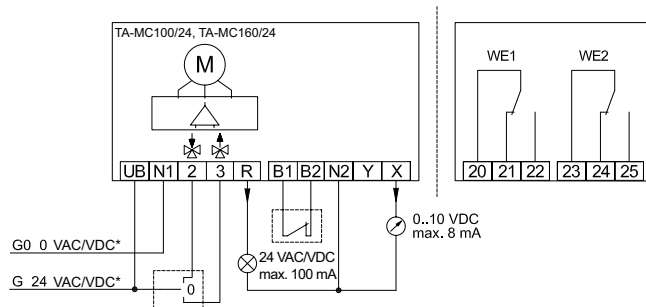 TA-MC100/24, TA-MC160/24
M
WE1 WE2
UB N1 2 3 R B1 B2 N2 Y X
20 21 22 23 24 25
0..10 VDC
max. 8 mA
G0 0 VAC/VDC*
24 VAC/VDC
max. 100 mA
G 24 VAC/VDC*
0